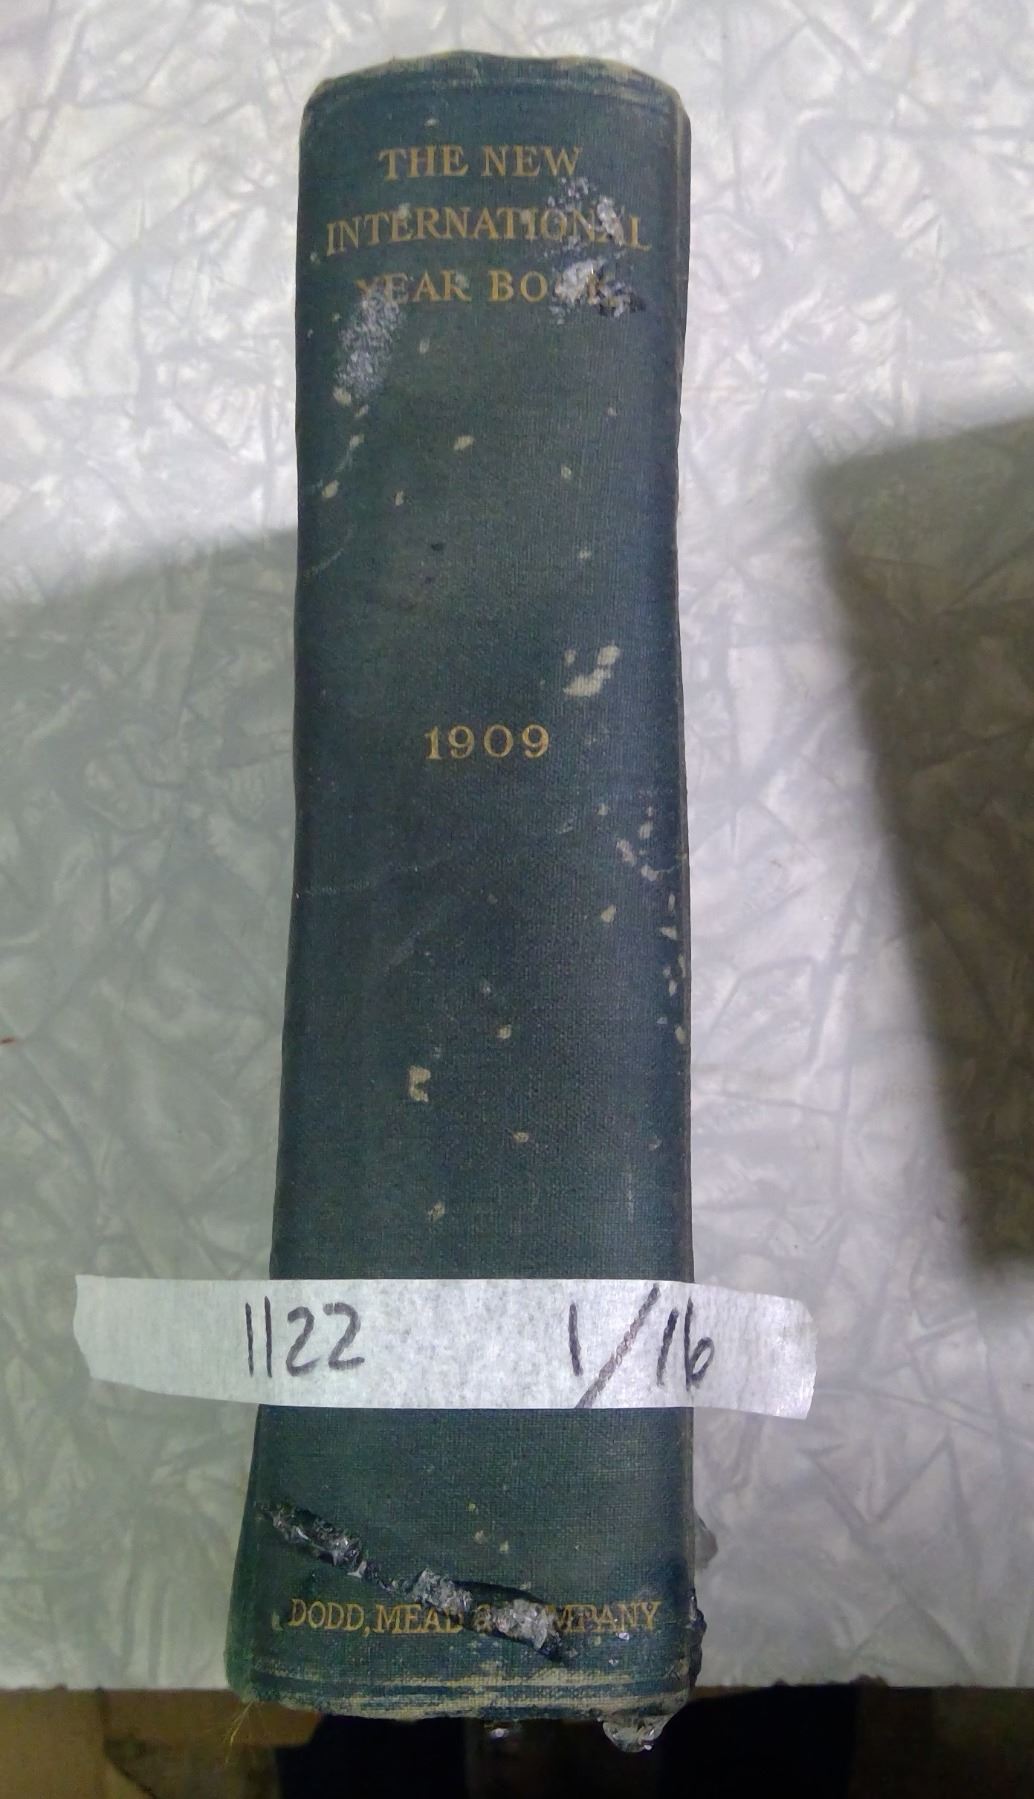 THE NEW
INTERNATIONAL
YEAR BOOK
1909
1122 1/16
DODD, MEAD & COMPANY